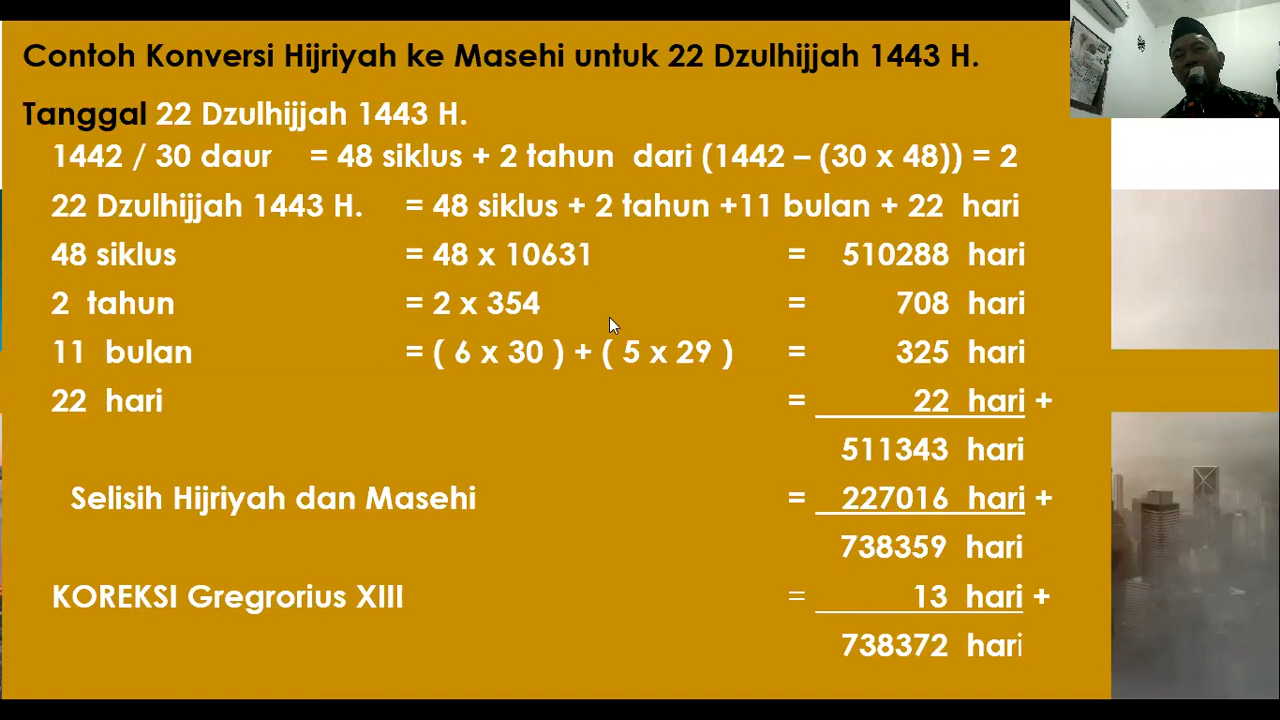 Contoh Konversi Hijriyah ke Masehi untuk 22 Dzulhijjah 1443 H.
Tanggal 22 Dzulhijjah 1443 H.
1442 / 30 daur = 48 siklus + 2 tahun dari (1442 – (30 x 48)) = 2
22 Dzulhijjah 1443 H. = 48 siklus + 2 tahun +11 bulan + 22 hari
48 siklus = 48 x 10631 = 510288 hari
2 tahun = 2 x 354 = 708 hari
11 bulan = ( 6 x 30 ) + ( 5 x 29 ) = 325 hari
22 hari = 22 hari +
511343 hari
Selisih Hijriyah dan Masehi = 227016 hari +
738359 hari
KOREKSI Gregrorius XIII = 13 hari +
738372 hari